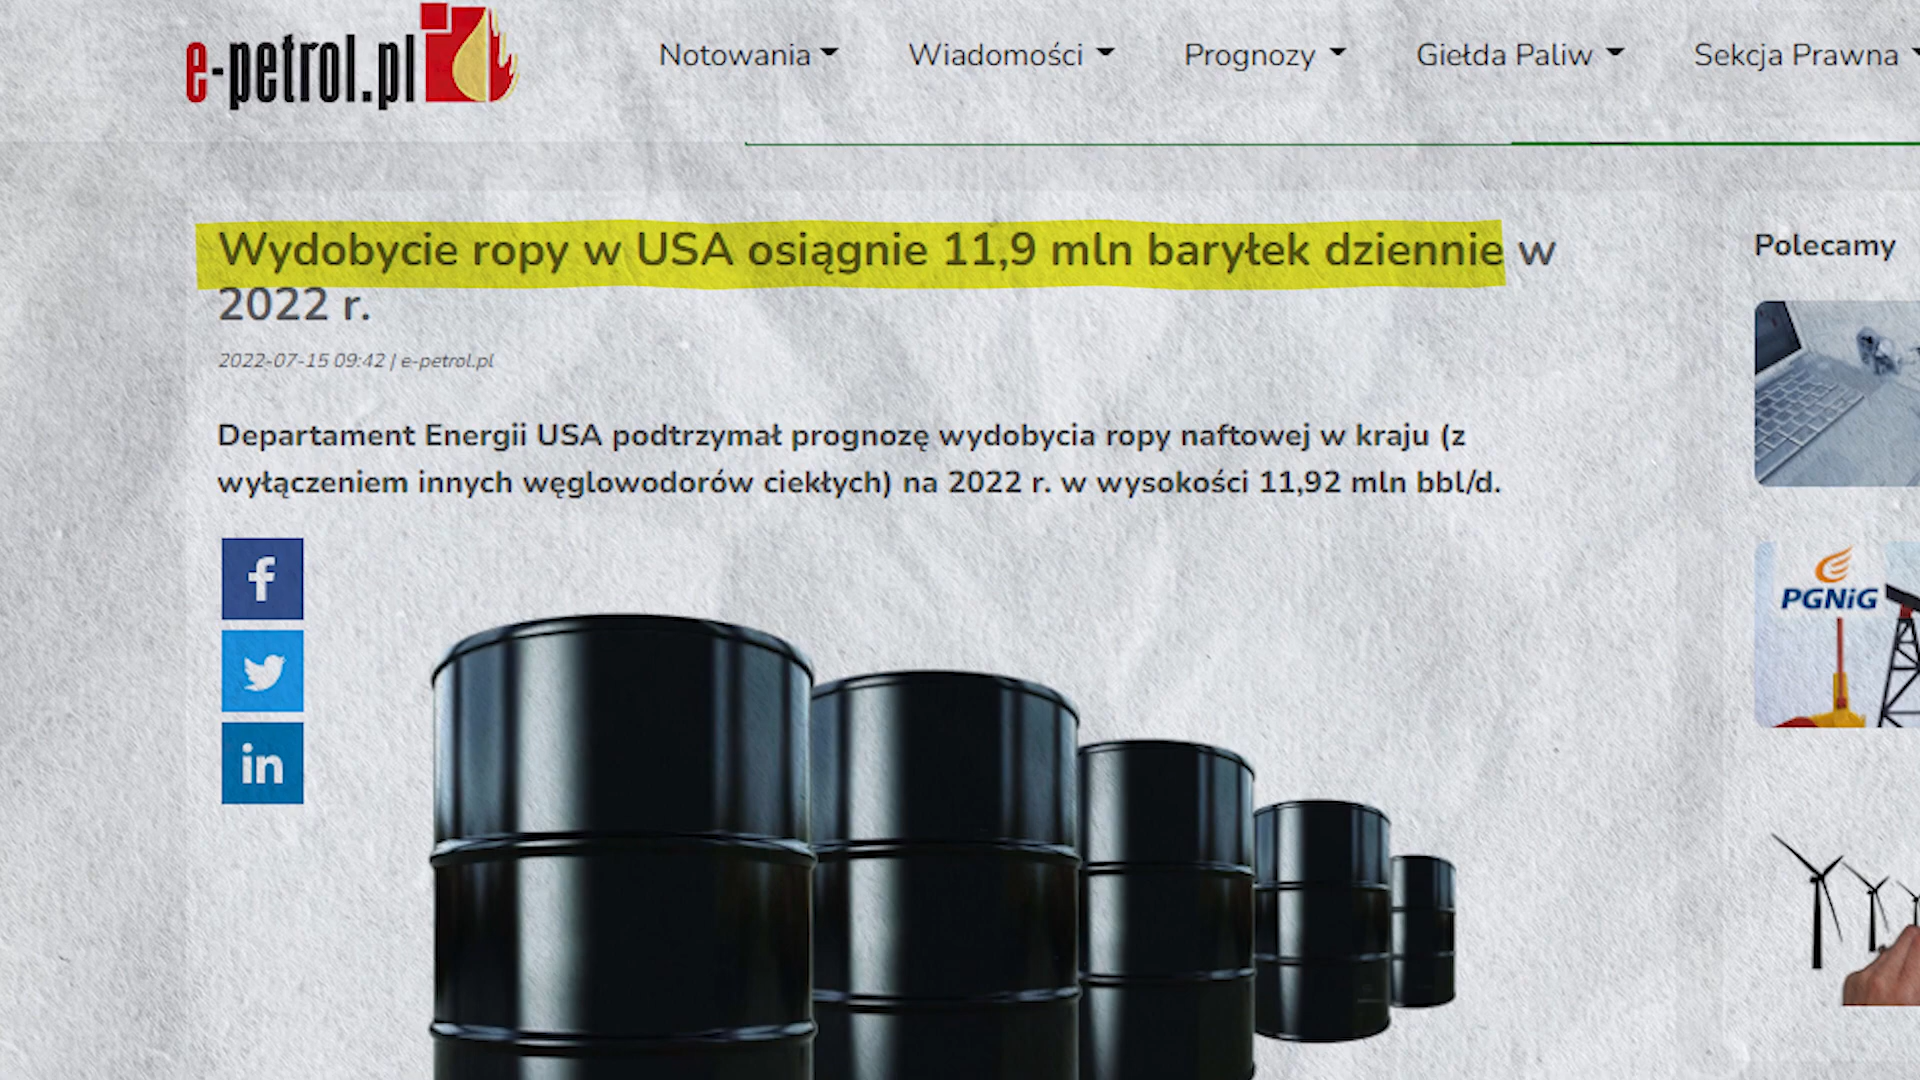 e-petrol.pl
Notowania Wiadomości Prognozy Giełda Paliw Sekcja Prawna
Wydobycie ropy w USA osiągnie 11,9 mln baryłek dziennie w
2022 r.
2022-07-15 09:42 | e-petrol.pl
Departament Energii USA podtrzymał prognozę wydobycia ropy naftowej w kraju (z
wyłączeniem innych węglowodorów ciekłych) na 2022 r. w wysokości 11,92 mln bbl/d.
f
in
Polecamy
PGNiG